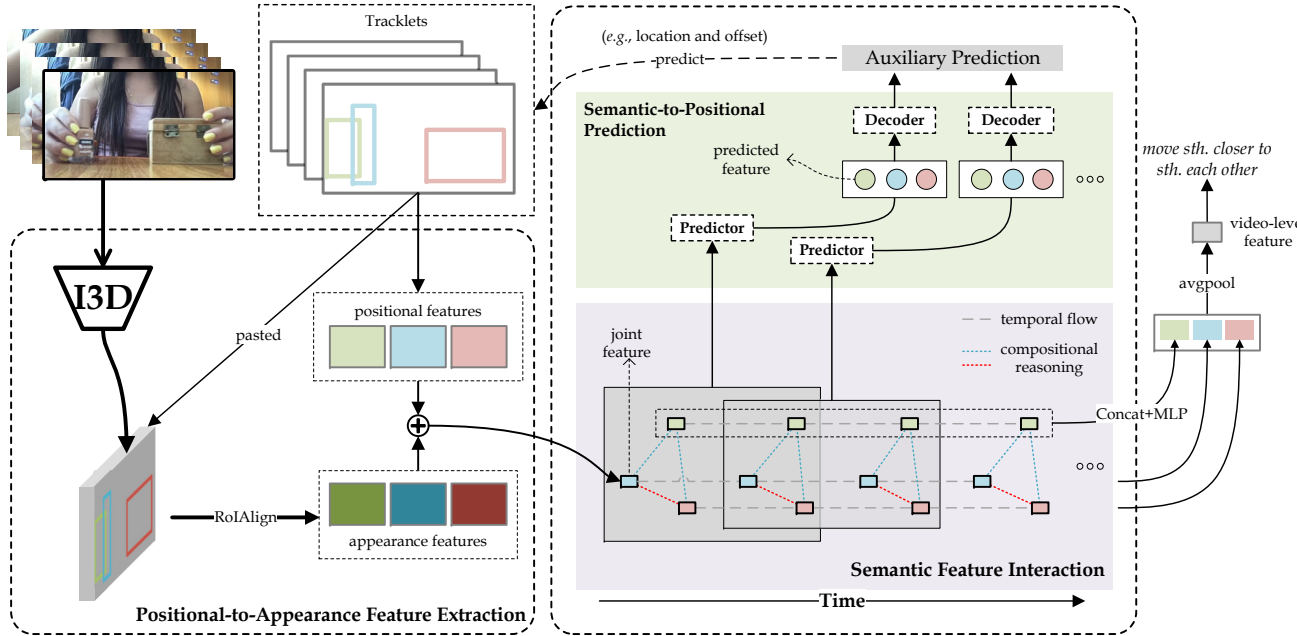 Tracklets
(e.g., location and offset)
predict
Auxiliary Prediction
Semantic-to-Positional
Prediction
Decoder
Decoder
predicted
feature
move sth. closer to
sth. each other
Predictor
Predictor
video-leve
feature
I3D
avgpool
positional features
pasted
joint
feature
temporal flow
compositional
reasoning
Concat+MLP
RoIAlign
appearance features
Semantic Feature Interaction
Positional-to-Appearance Feature Extraction
Time